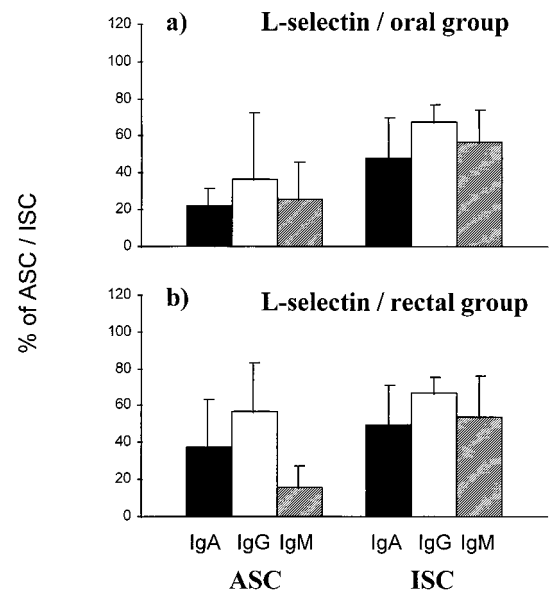 % of ASC / ISC
a)
L-selectin / oral group
120
100
80
60
40
20
0
b)
L-selectin / rectal group
120
100
80
60
40
20
0
IgA IgG IgM IgA IgG IgM
ASC ISC